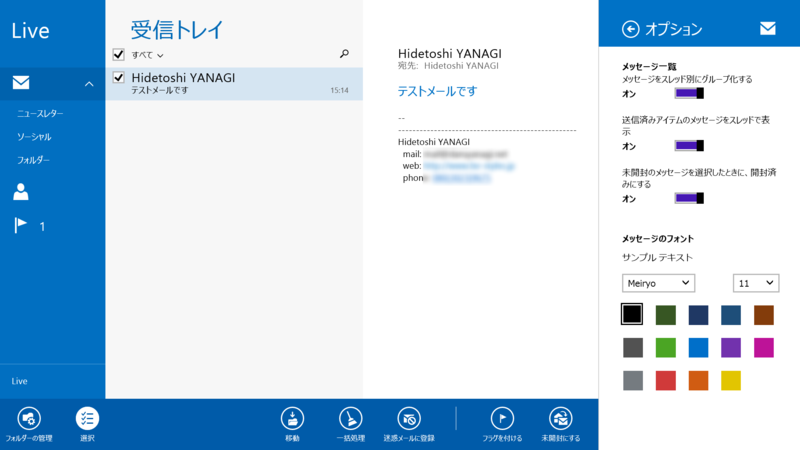 Live
ニュースレター
ソーシャル
フォルダー
1
Live
受信トレイ
すべて
Hidetoshi YANAGI
テストメールです
15:14
Hidetoshi YANAGI
宛先: Hidetoshi YANAGI
テストメールです
--
------------------------------------------------
Hidetoshi YANAGI
mail:
web:
phone
オプション
メッセージ一覧
メッセージをスレッド別にグループ化する
オン
送信済みアイテムのメッセージをスレッドで表
示
オン
未開封のメッセージを選択したときに、開封済
みにする
オン
メッセージのフォント
サンプル テキスト
Meiryo
11
フォルダーの管理
選択
移動
一括処理
迷惑メールに登録
フラグを付ける
未開封にする